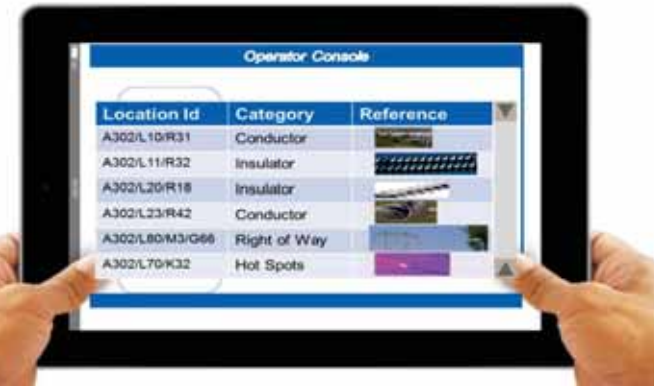 Operator Console
Location Id Category Reference
A302/L10/R31 Conductor
A302/L11/R32 Insulator
A302/L20/R18 Insulator
A302/L23/R42 Conductor
A302/L80/M3/G66 Right of Way
A302/L70/K32 Hot Spots